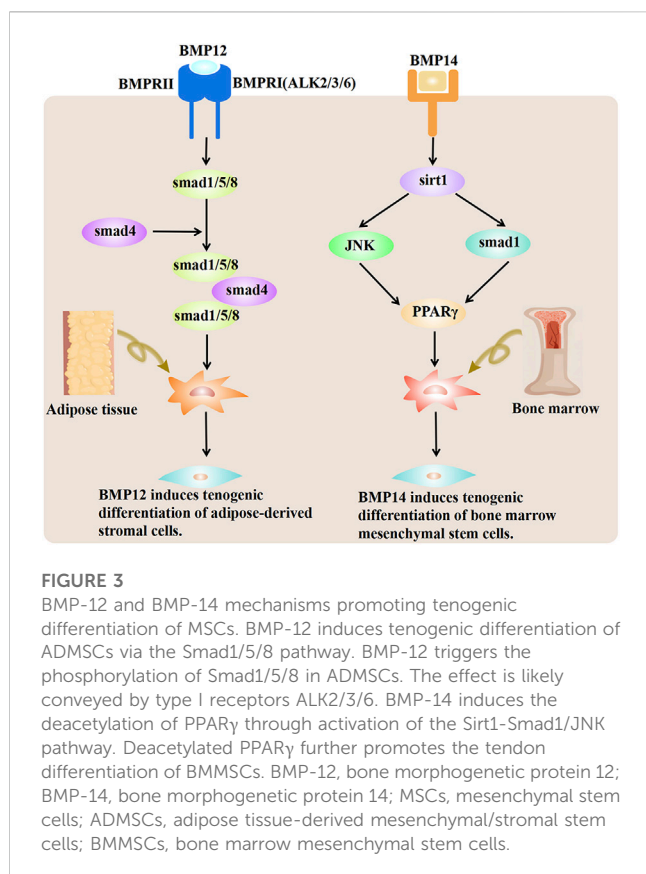 BMP12
BMPRII
BMPRI(ALK2/3/6)
BMP14
smad1/5/8
sirt1
smad4
JNK
smad1
smad1/5/8
smad4
smad1/5/8
PPARγ
Adipose tissue
Bone marrow
BMP12 induces tenogenic
differentiation of adipose-derived
stromal cells.
BMP14 induces tenogenic
differentiation of bone marrow
mesenchymal stem cells.
FIGURE 3
BMP-12 and BMP-14 mechanisms promoting tenogenic
differentiation of MSCs. BMP-12 induces tenogenic differentiation of
ADMSCs via the Smad1/5/8 pathway. BMP-12 triggers the
phosphorylation of Smad1/5/8 in ADMSCs. The effect is likely
conveyed by type I receptors ALK2/3/6. BMP-14 induces the
deacetylation of PPARγ through activation of the Sirt1-Smad1/JNK
pathway. Deacetylated PPARγ further promotes the tendon
differentiation of BMMSCs. BMP-12, bone morphogenetic protein 12;
BMP-14, bone morphogenetic protein 14; MSCs, mesenchymal stem
cells; ADMSCs, adipose tissue-derived mesenchymal/stromal stem
cells; BMMSCs, bone marrow mesenchymal stem cells.